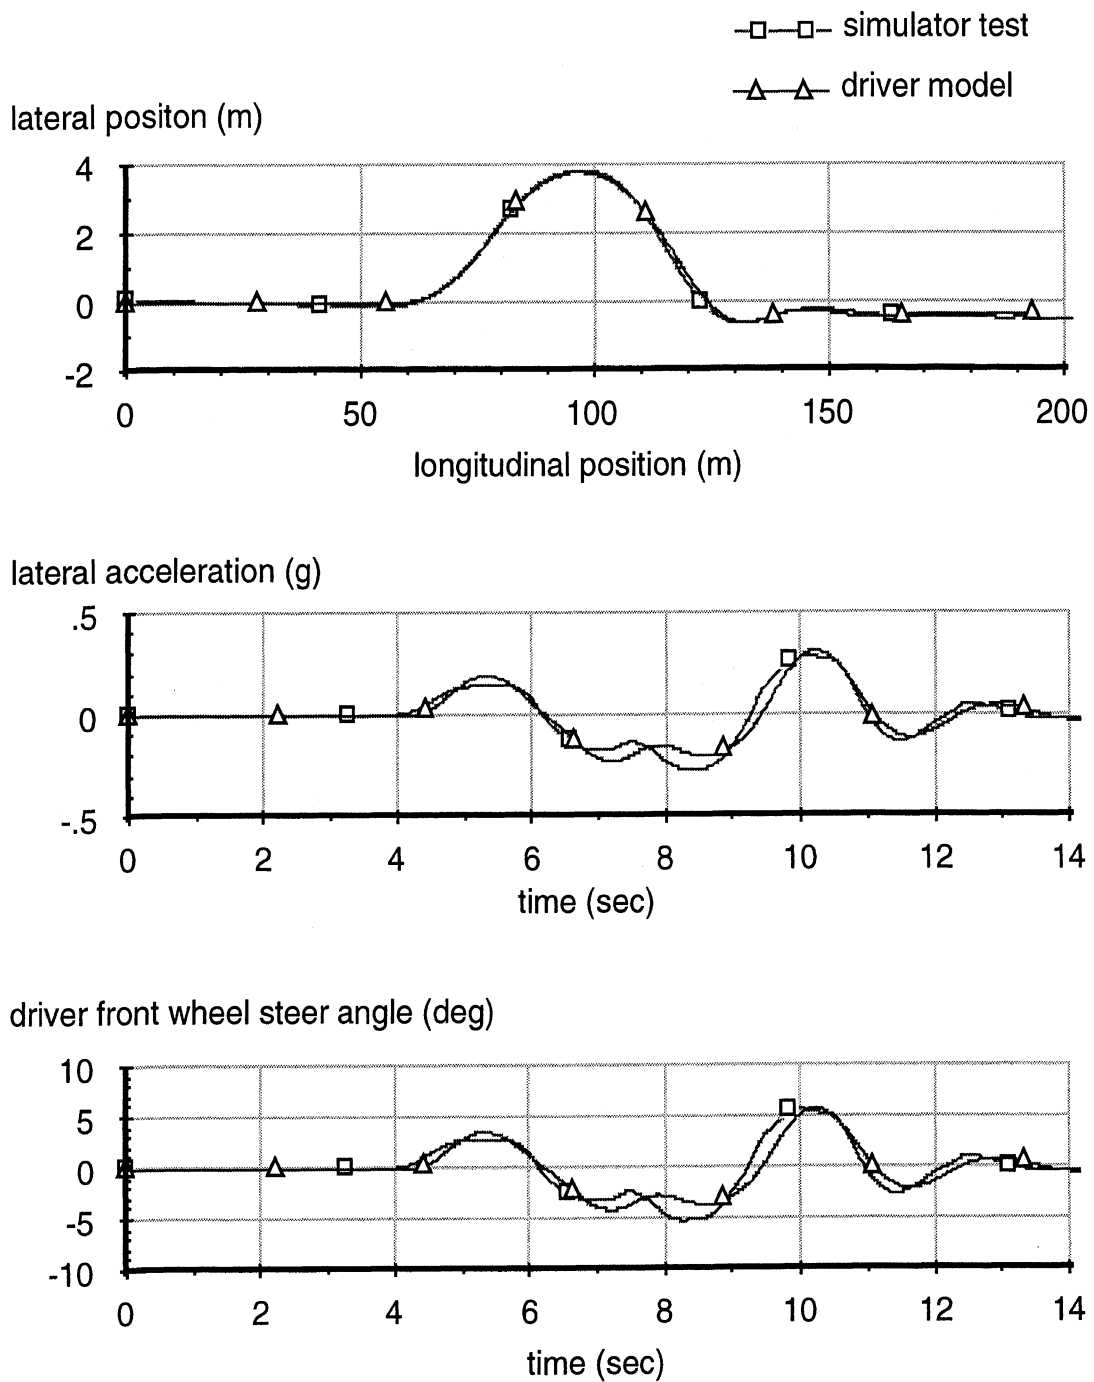 simulator test
driver model
lateral positon (m)
4
2
0
-2
0 50 100 150 200
longitudinal position (m)
lateral acceleration (g)
.5
0
-.5
0 2 4 6 8 10 12 14
time (sec)
driver front wheel steer angle (deg)
10
5
0
-5
-10
0 2 4 6 8 10 12 14
time (sec)